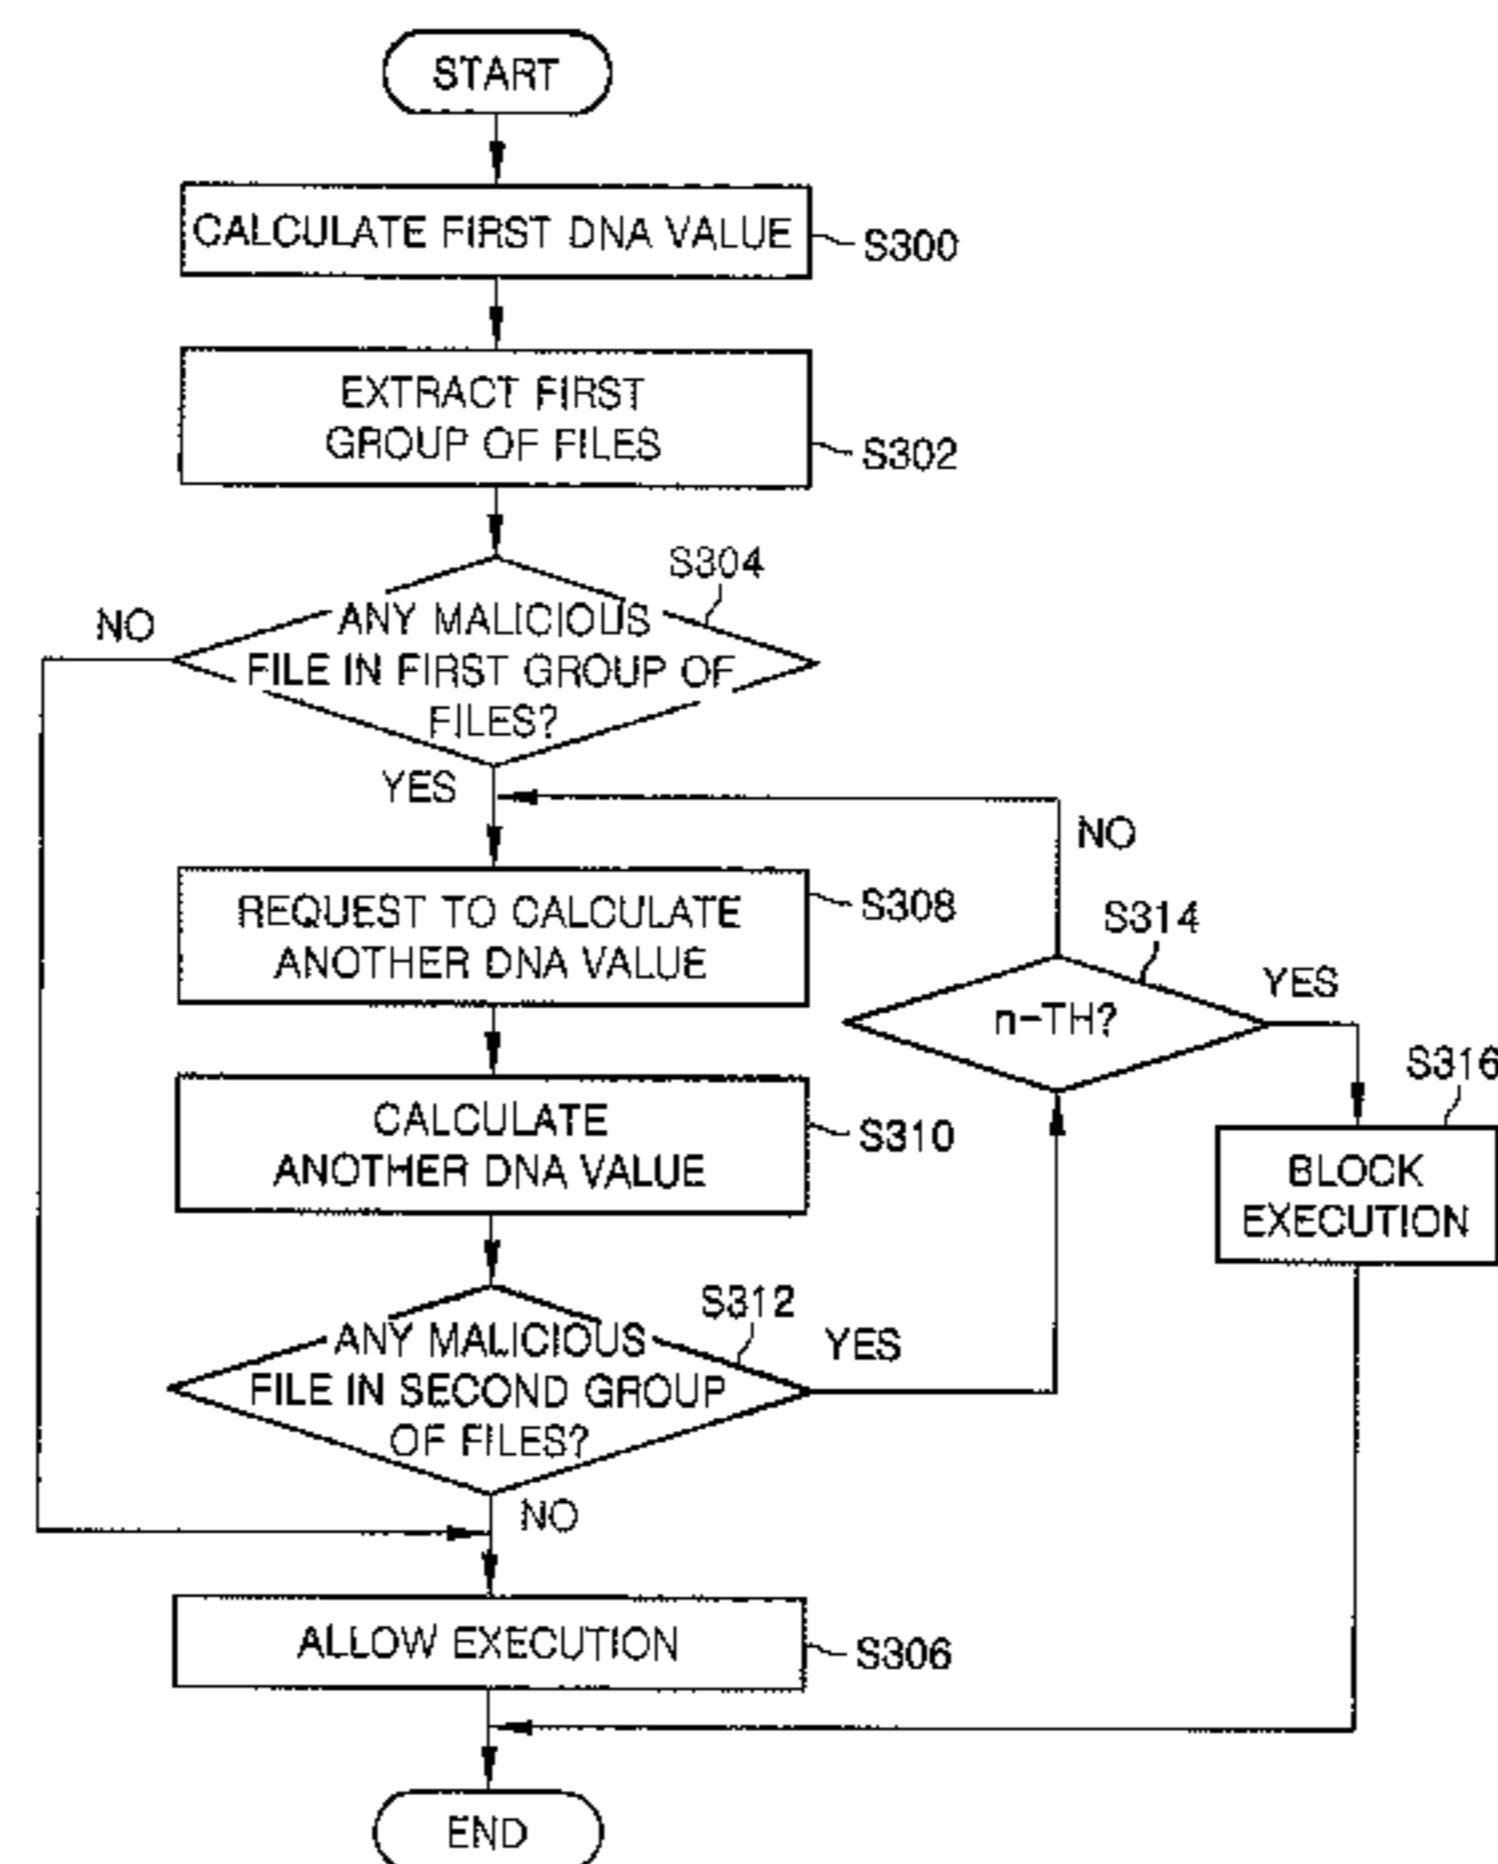 START
CALCULATE FIRST DNA VALUE
S300
EXTRACT FIRST
GROUP OF FILES
S302
S304
NO
ANY MALICIOUS
FILE IN FIRST GROUP OF
FILES?
YES
NO
REQUEST TO CALCULATE
ANOTHER DNA VALUE
S308
S314
YES
n-TH?
S316
BLOCK
EXECUTION
CALCULATE
ANOTHER DNA VALUE
S310
S312
YES
ANY MALICIOUS
FILE IN SECOND GROUP
OF FILES?
NO
ALLOW EXECUTION
S306
END